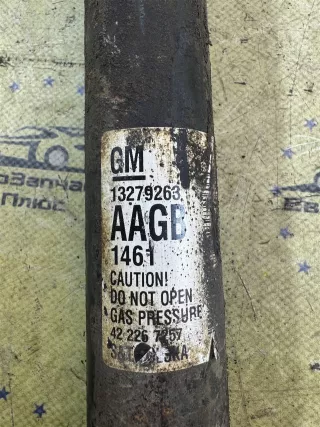 GM
13279263
AAGB
1461
CAUTION!
DO NOT OPEN
GAS PRESSURE
42 226 7257